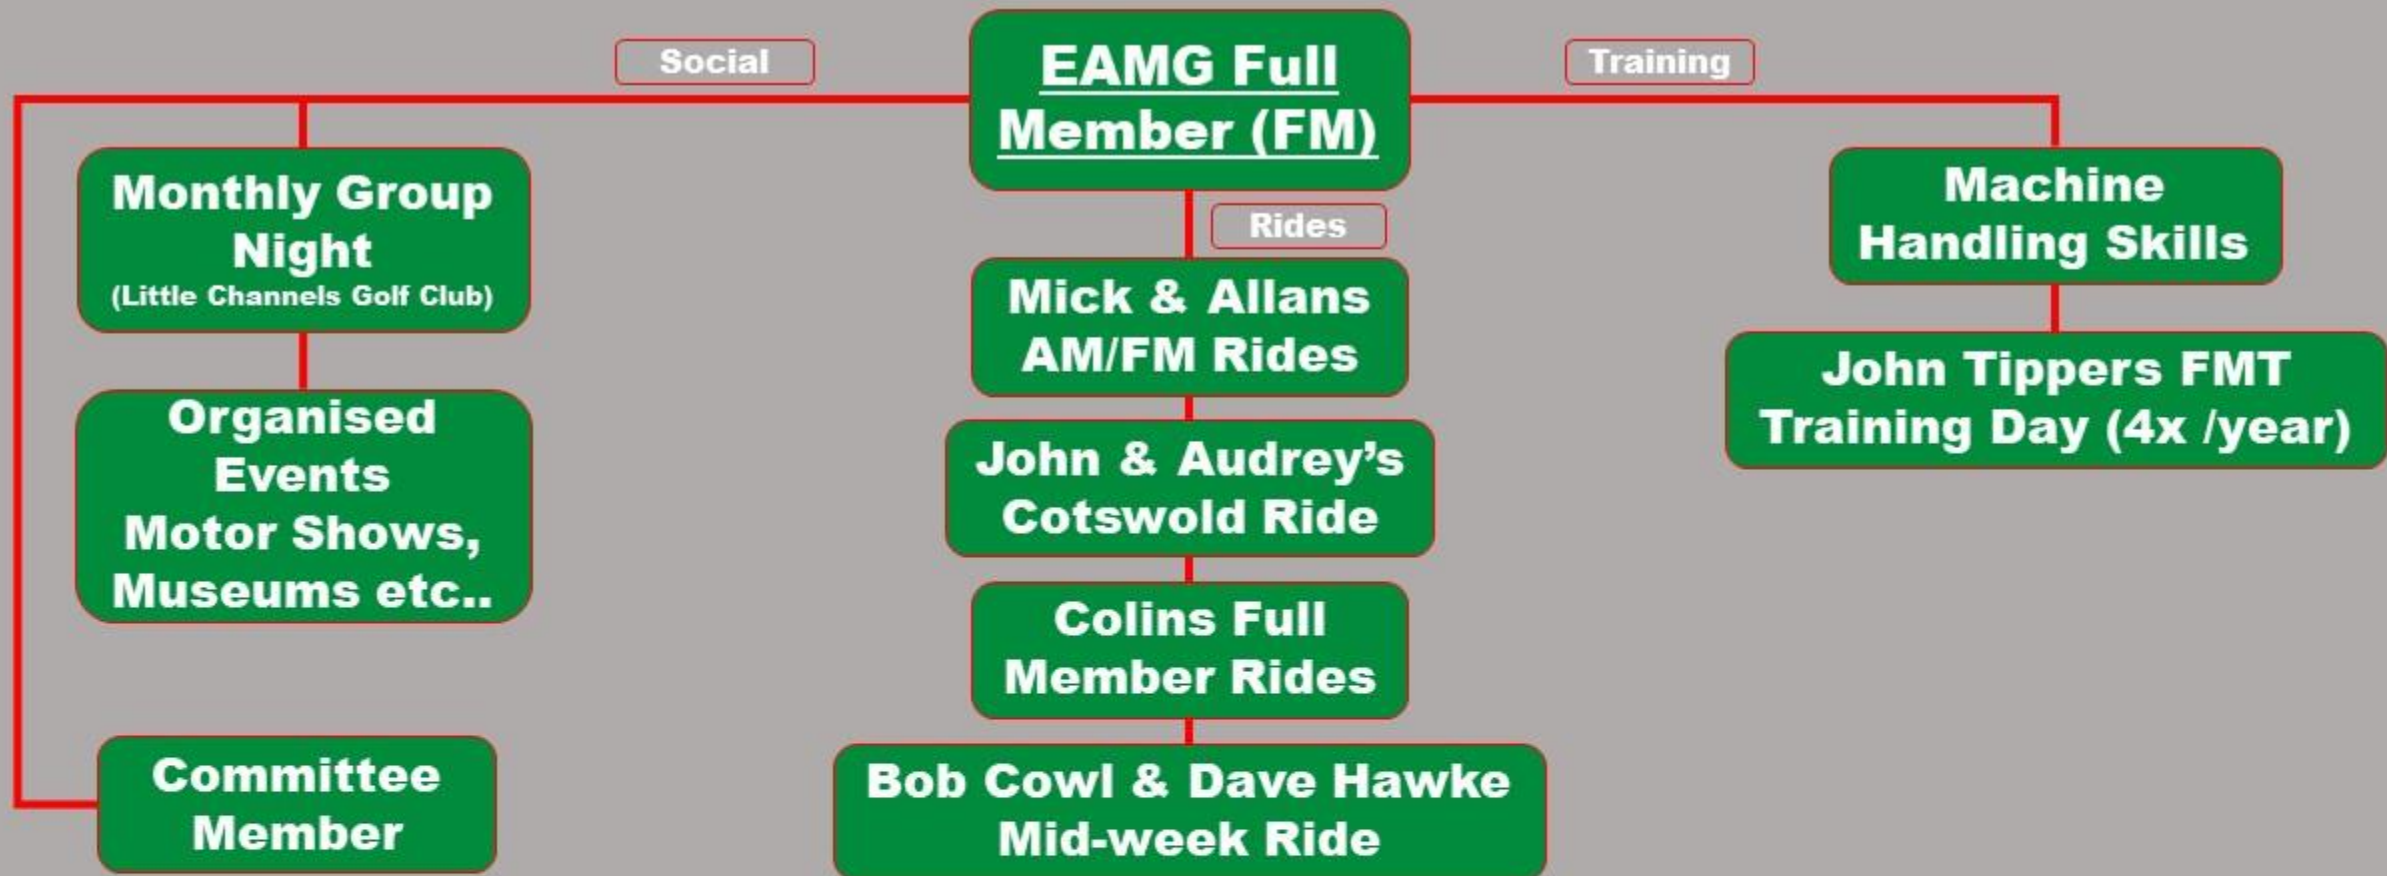 Social
EAMG Full
Member (FM)
Training
Monthly Group
Night
(Little Channels Golf Club)
Organised
Events
Motor Shows,
Museums etc..
Committee
Member
Rides
Mick & Allans
AM/FM Rides
John & Audrey’s
Cotswold Ride
Colins Full
Member Rides
Bob Cowl & Dave Hawke
Mid-week Ride
Machine
Handling Skills
John Tippers FMT
Training Day (4x /year)